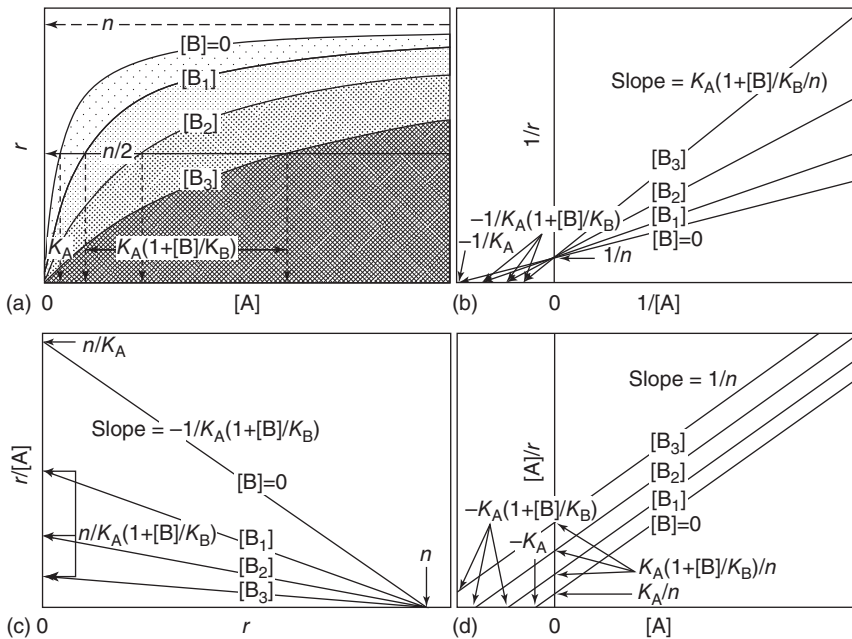 n
[B]=0
[B1]
[B2]
n/2
[B3]
r
KA
KA(1+[B]/KB)
(a)
0
[A]
Slope = KA(1+[B]/KB/n)
1/r
[B3]
[B2]
[B1]
[B]=0
-1/KA(1+[B]/KB)
-1/KA
1/n
(b)
0
1/[A]
n/KA
Slope = -1/KA(1+[B]/KB)
r/[A]
[B]=0
n/KA(1+[B]/KB)
[B1]
[B2]
[B3]
n
(c)
0
r
Slope = 1/n
[A]/r
[B3]
[B2]
[B1]
[B]=0
-KA(1+[B]/KB)
-KA
KA(1+[B]/KB)/n
KA/n
(d)
0
[A]